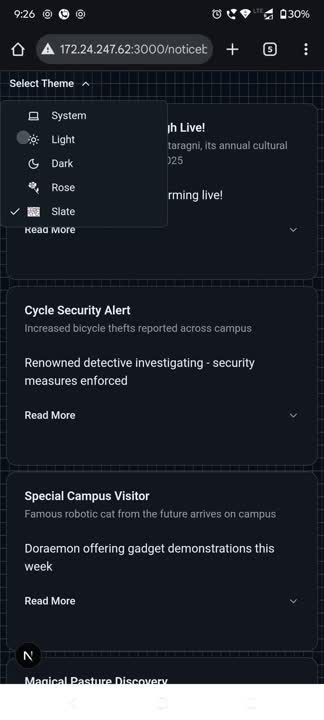 9:26
LTE
30%
172.24.247.62:3000/noticeb
5
Select Theme
System
gh Live!
Light
taragni, its annual cultural
Dark
025
Rose
rming live!
Slate
Read More
Cycle Security Alert
Increased bicycle thefts reported across campus
Renowned detective investigating - security
measures enforced
Read More
Special Campus Visitor
Famous robotic cat from the future arrives on campus
Doraemon offering gadget demonstrations this
week
Read More
N
Magical Pasture Discovery